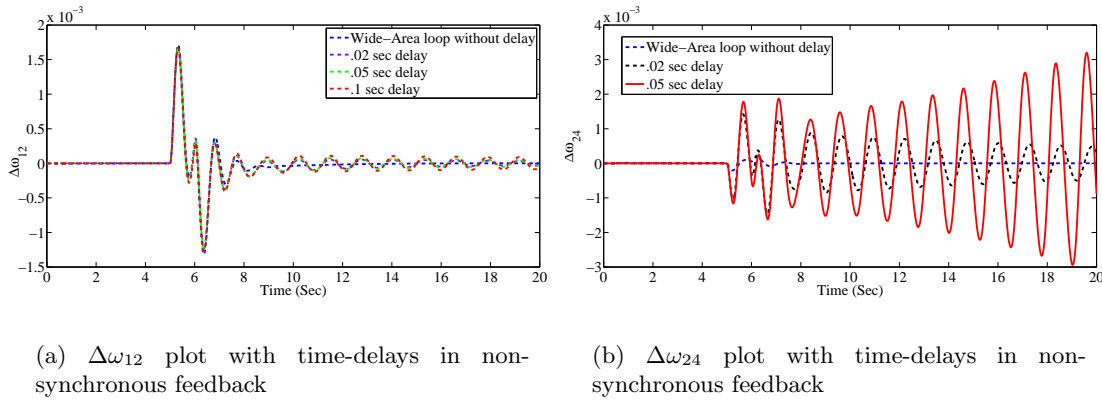 x 10⁻³
2
1.5
1
0.5
0
−0.5
−1
−1.5
Δω₁₂
0 2 4 6 8 10 12 14 16 18 20
Time (Sec)
Wide−Area loop without delay
.02 sec delay
.05 sec delay
.1 sec delay
x 10⁻³
4
3
2
1
0
−1
−2
−3
Δω₂₄
0 2 4 6 8 10 12 14 16 18 20
Time (Sec)
Wide−Area loop without delay
.02 sec delay
.05 sec delay
(a) Δω₁₂ plot with time-delays in non-
synchronous feedback
(b) Δω₂₄ plot with time-delays in non-
synchronous feedback